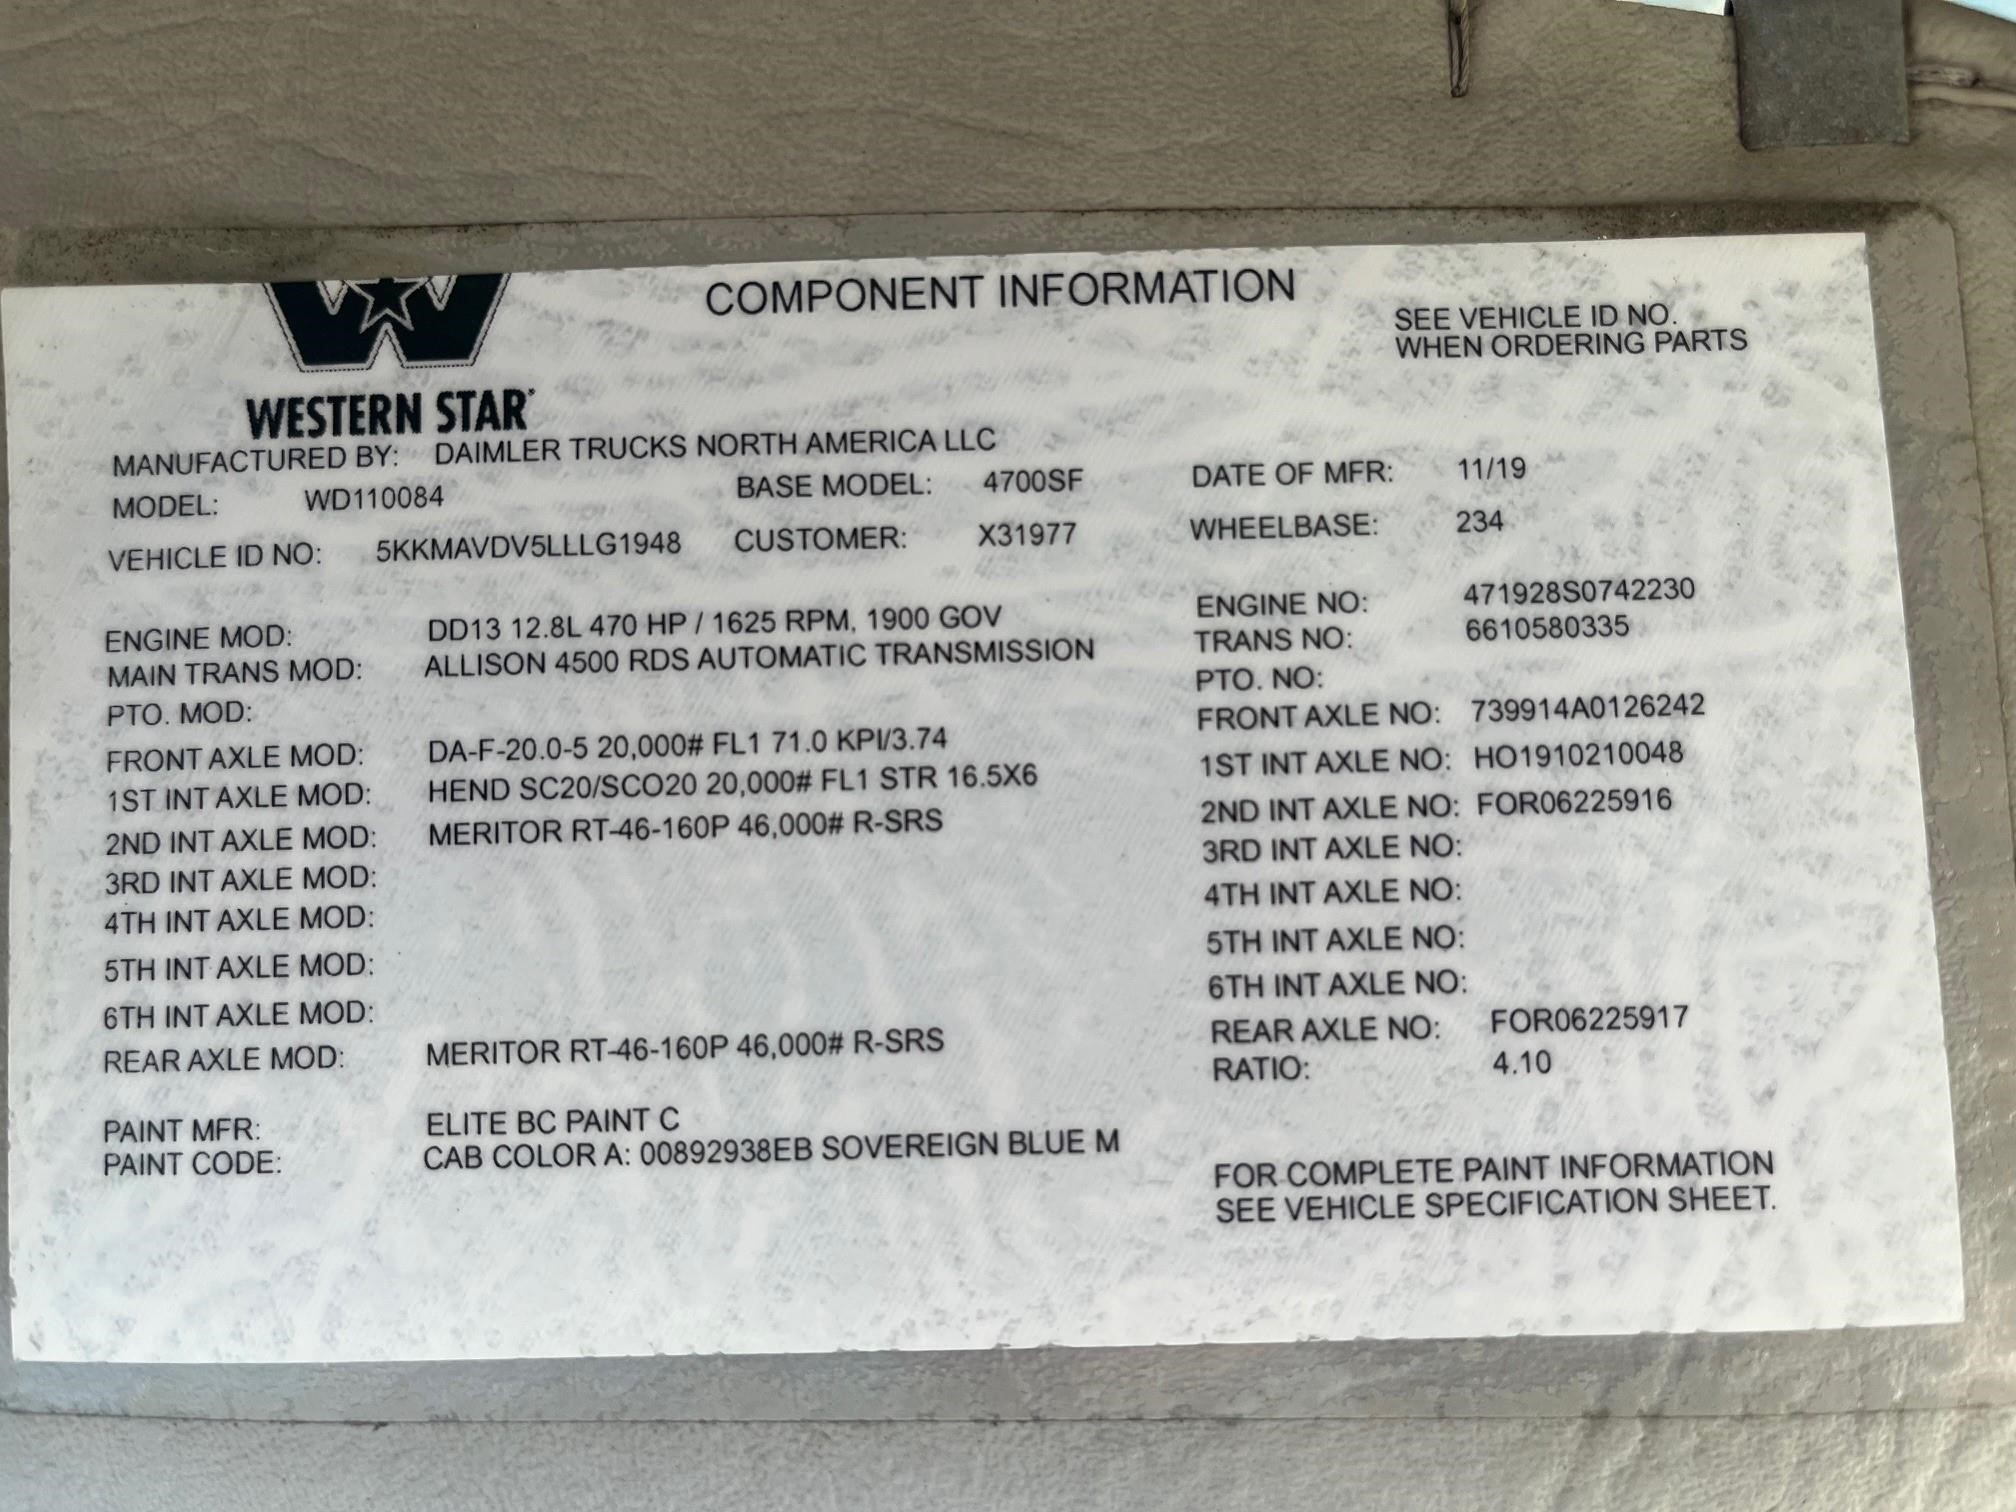 COMPONENT INFORMATION
SEE VEHICLE ID NO.
WHEN ORDERING PARTS
WESTERN STAR
MANUFACTURED BY: DAIMLER TRUCKS NORTH AMERICA LLC
MODEL: WD110084 BASE MODEL: 4700SF DATE OF MFR: 11/19
VEHICLE ID NO: 5KKMAVDV5LLLG1948 CUSTOMER: X31977 WHEELBASE: 234
ENGINE MOD: DD13 12.8L 470 HP / 1625 RPM, 1900 GOV ENGINE NO: 471928S0742230
MAIN TRANS MOD: ALLISON 4500 RDS AUTOMATIC TRANSMISSION TRANS NO: 6610580335
PTO. MOD: PTO. NO:
FRONT AXLE MOD: DA-F-20.0-5 20,000# FL1 71.0 KPI/3.74 FRONT AXLE NO: 739914A0126242
1ST INT AXLE MOD: HEND SC20/SCO20 20,000# FL1 STR 16.5X6 1ST INT AXLE NO: HO1910210048
2ND INT AXLE MOD: MERITOR RT-46-160P 46,000# R-SRS 2ND INT AXLE NO: FOR06225916
3RD INT AXLE MOD: 3RD INT AXLE NO:
4TH INT AXLE MOD: 4TH INT AXLE NO:
5TH INT AXLE MOD: 5TH INT AXLE NO:
6TH INT AXLE MOD: 6TH INT AXLE NO:
REAR AXLE MOD: MERITOR RT-46-160P 46,000# R-SRS REAR AXLE NO: FOR06225917
RATIO: 4.10
PAINT MFR: ELITE BC PAINT C
PAINT CODE: CAB COLOR A: 00892938EB SOVEREIGN BLUE M
FOR COMPLETE PAINT INFORMATION
SEE VEHICLE SPECIFICATION SHEET.